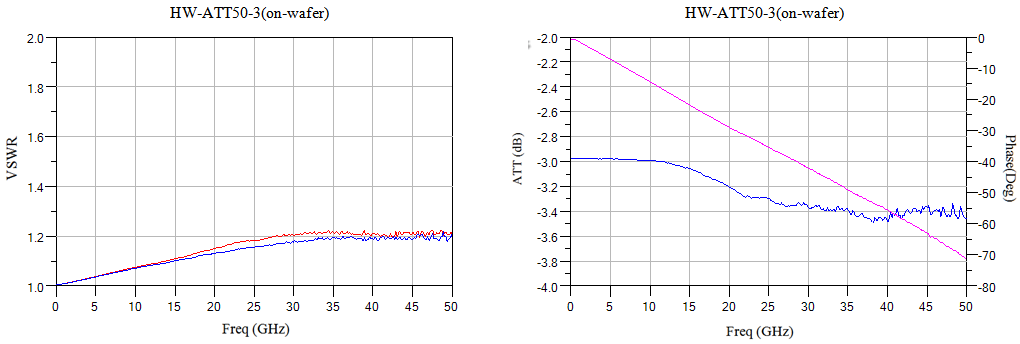 HW-ATT50-3(on-wafer)
2.0
1.8
1.6
1.4
1.2
1.0
VSWR
0 5 10 15 20 25 30 35 40 45 50
Freq (GHz)
HW-ATT50-3(on-wafer)
-2.0
-2.2
-2.4
-2.6
-2.8
-3.0
-3.2
-3.4
-3.6
-3.8
-4.0
ATT (dB)
0
-10
-20
-30
-40
-50
-60
-70
-80
Phase(Deg)
0 5 10 15 20 25 30 35 40 45 50
Freq (GHz)